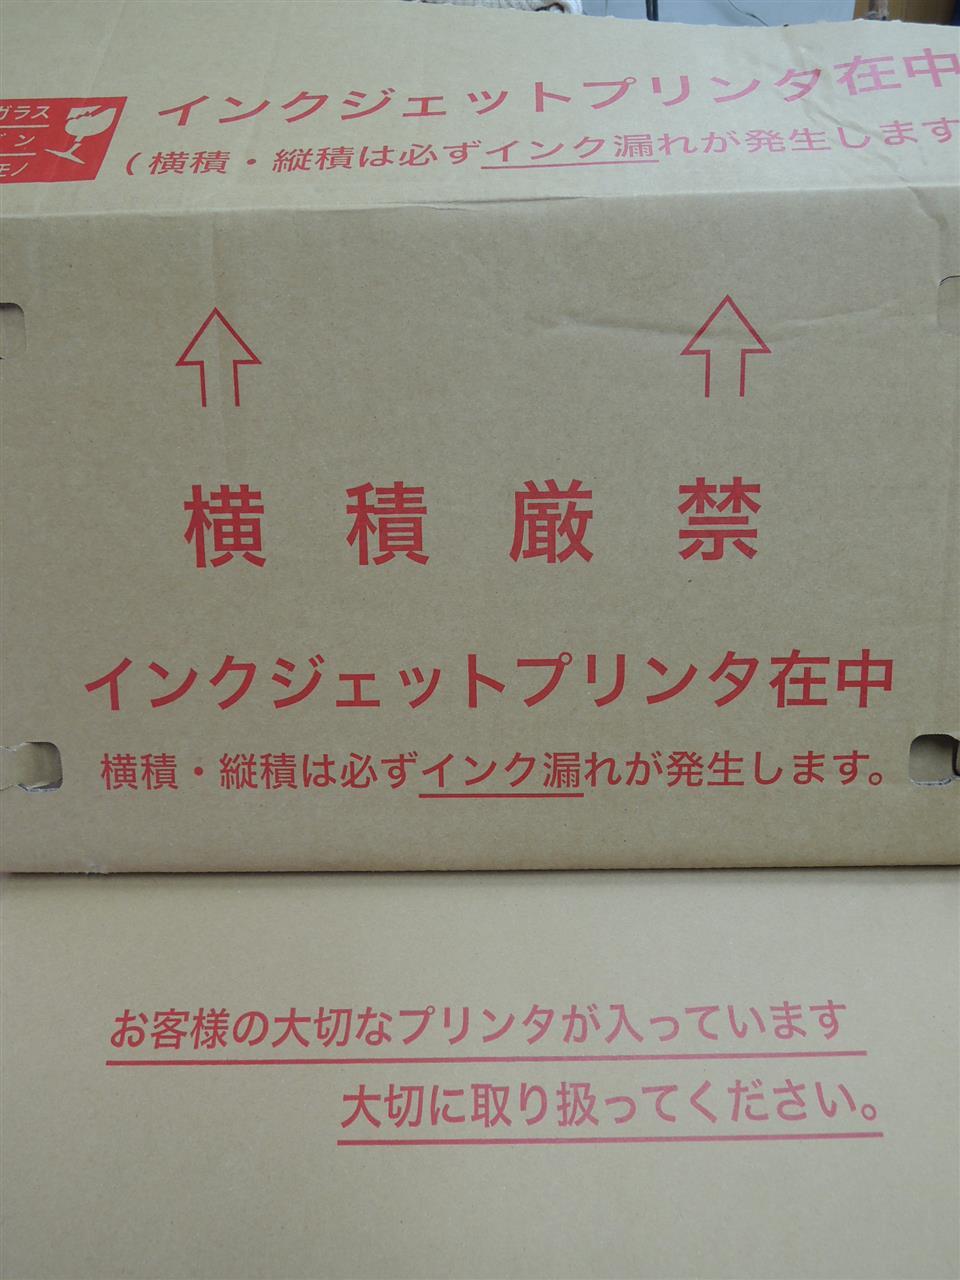 ガラス
ビン
モノ
インクジェットプリンタ在中
(横積・縦積は必ずインク漏れが発生します
横積厳禁
インクジェットプリンタ在中
横積・縦積は必ずインク漏れが発生します。
お客様の大切なプリンタが入っています
大切に取り扱ってください。